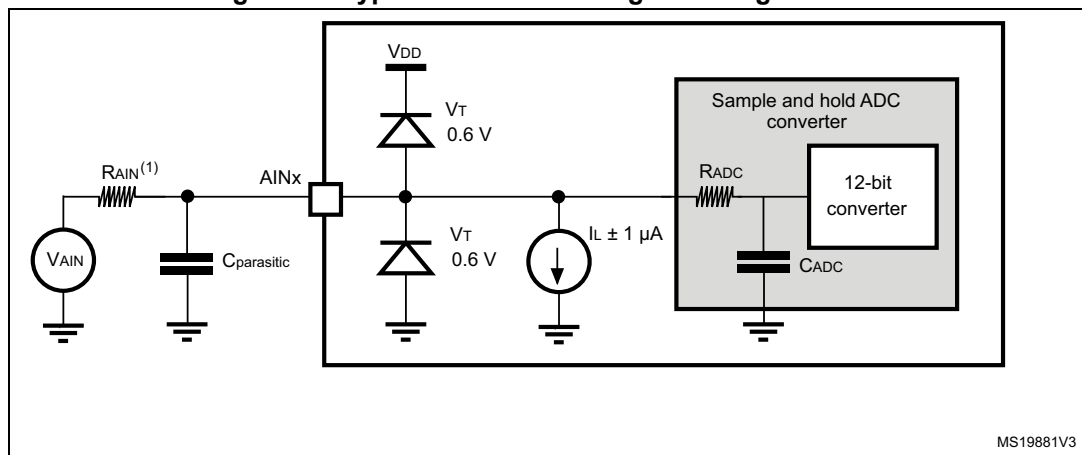 VDD
VT
0.6 V
Sample and hold ADC
converter
RAIN(1)
AINx
RADC
12-bit
converter
VAIN
Cparasitic
VT
0.6 V
IL ± 1 µA
CADC
MS19881V3